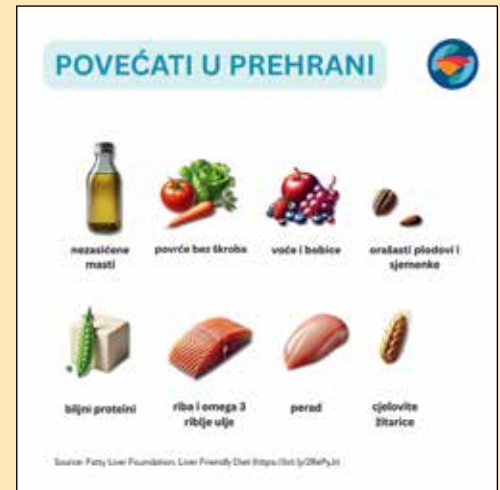 POVEĆATI U PREHRANI
nezasićene
masti
povrće bez škroba
voće i bobice
orašasti plodovi i
sjemenke
biljni proteini
riba i omega 3
riblje ulje
perad
cjelovite
žitarice
Source: Fatty Liver Foundation, Liver Friendly Diet